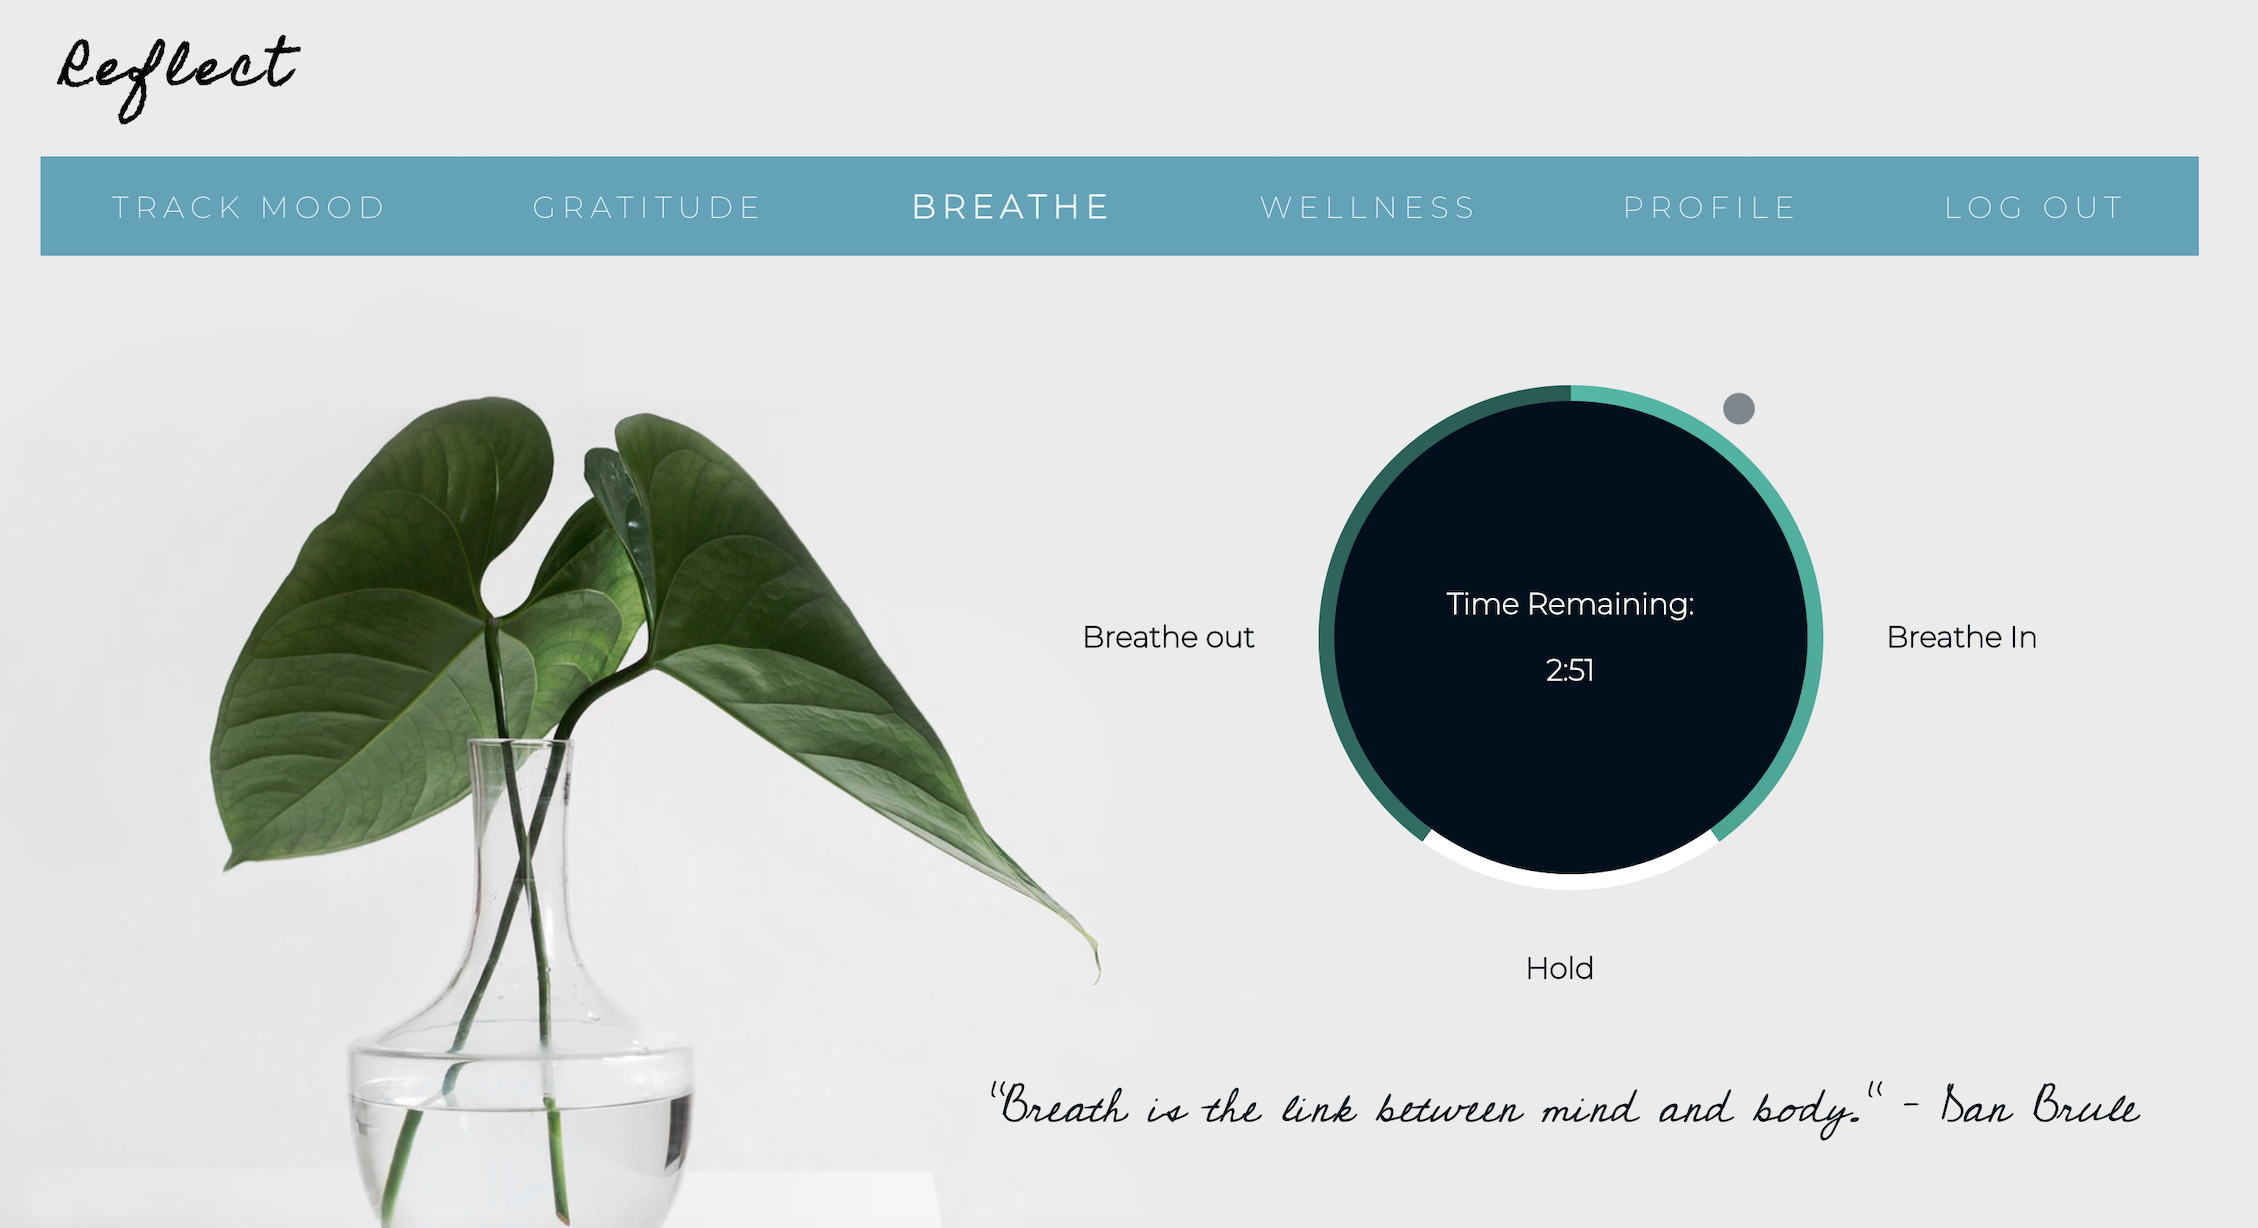 Reflect
TRACK MOOD GRATITUDE BREATHE WELLNESS PROFILE LOG OUT
Time Remaining:
Breathe out
Breathe In
2:51
Hold
"Breath is the link between mind and body." - Dan Brule